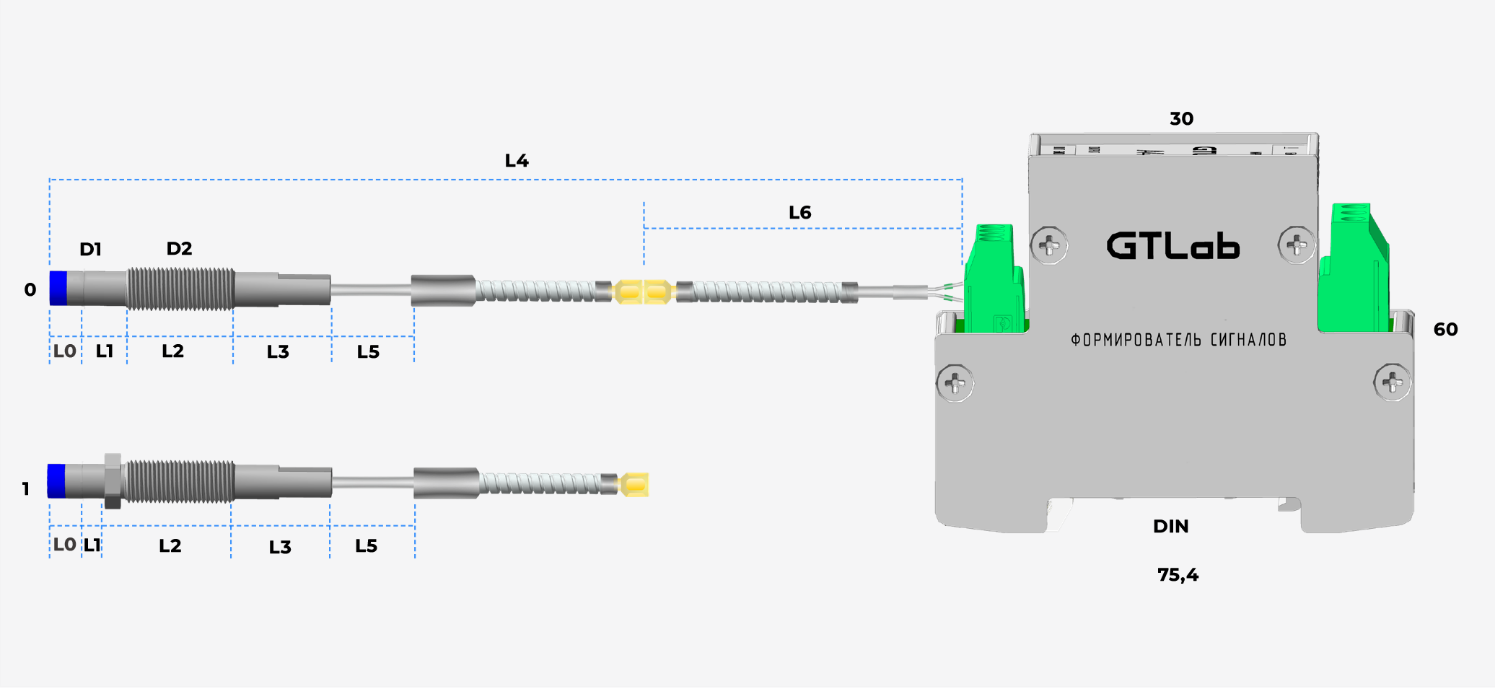 30
L4
L6
D1 D2
GTLab
0
60
ФОРМИРОВАТЕЛЬ СИГНАЛОВ
L0 L1 L2 L3 L5
1
DIN
L0 L1 L2 L3 L5
75,4